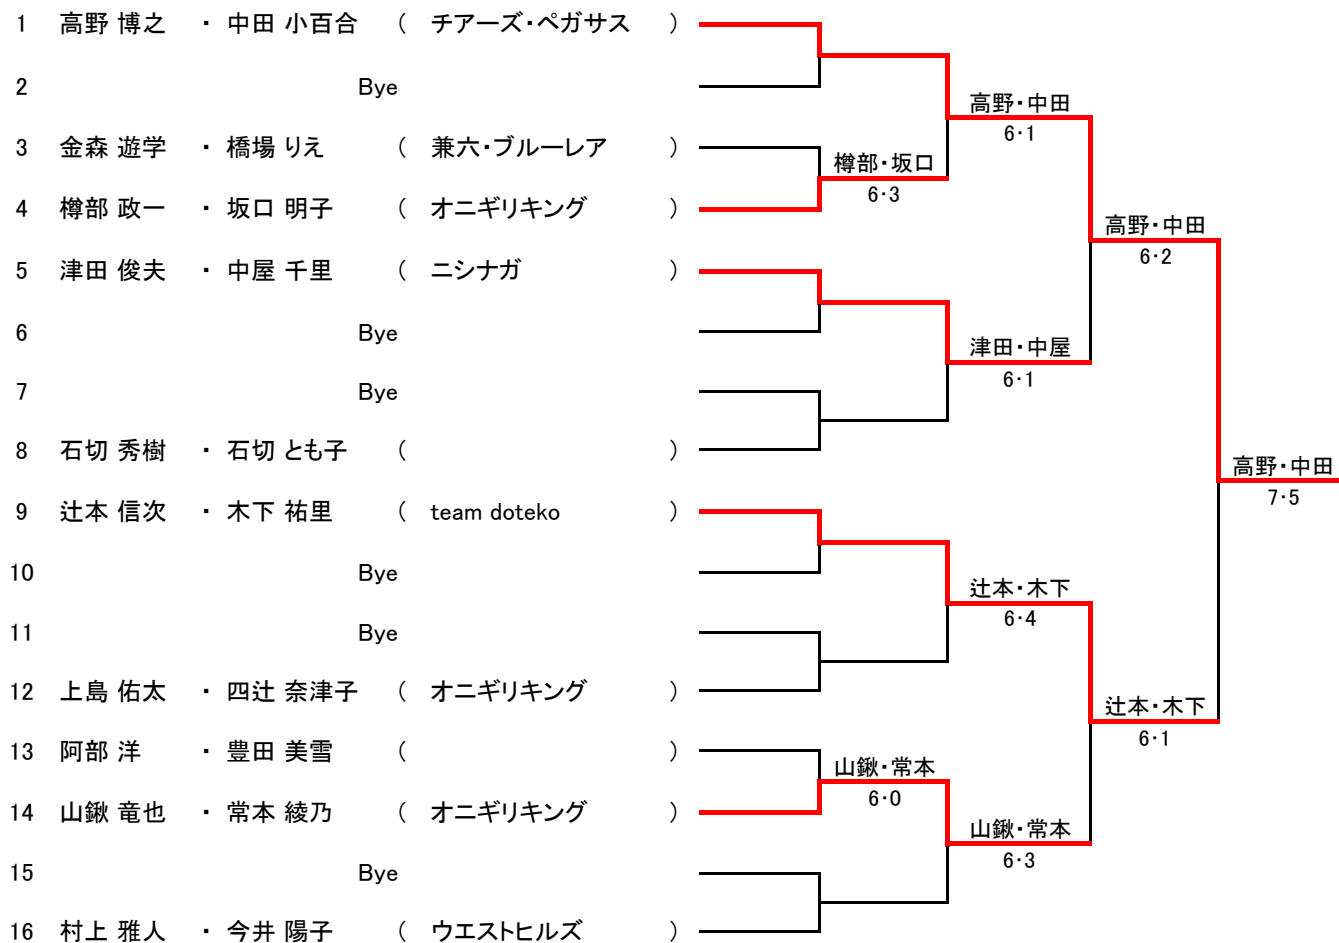 1 高野 博之 ・ 中田 小百合 ( チアーズ・ペガサス )
2 Bye
高野・中田
6・1
3 金森 遊学 ・ 橋場 りえ ( 兼六・ブルーレア )
樽部・坂口
6・3
4 樽部 政一 ・ 坂口 明子 ( オニギリキング )
高野・中田
6・2
5 津田 俊夫 ・ 中屋 千里 ( ニシナガ )
6 Bye
津田・中屋
6・1
7 Bye
8 石切 秀樹 ・ 石切 とも子 ( )
高野・中田
7・5
9 辻本 信次 ・ 木下 祐里 ( team doteko )
10 Bye
辻本・木下
6・4
11 Bye
12 上島 佑太 ・ 四辻 奈津子 ( オニギリキング )
辻本・木下
6・1
13 阿部 洋 ・ 豊田 美雪 ( )
山鍬・常本
6・0
14 山鍬 竜也 ・ 常本 綾乃 ( オニギリキング )
山鍬・常本
6・3
15 Bye
16 村上 雅人 ・ 今井 陽子 ( ウエストヒルズ )